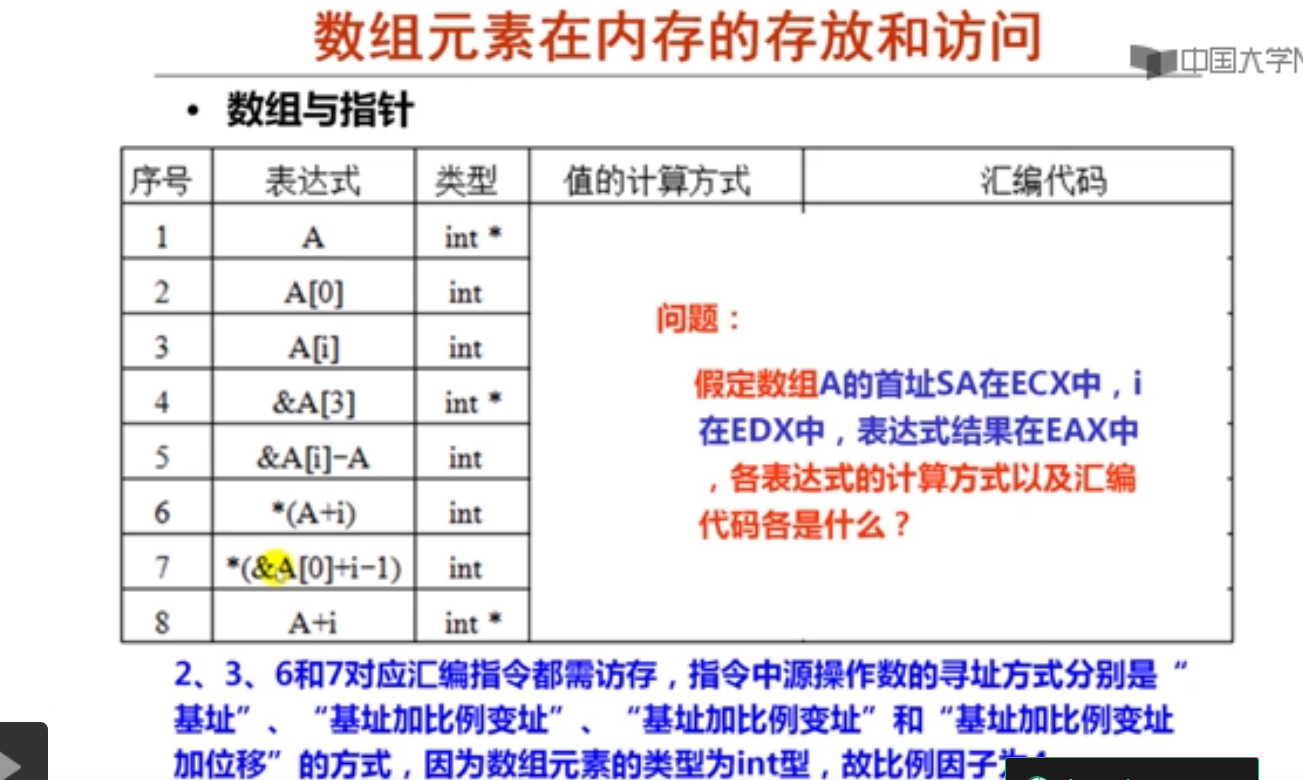 数组元素在内存的存放和访问
中国大学
• 数组与指针
序号 表达式 类型 值的计算方式 汇编代码
1 A int *
2 A[0] int
3 A[i] int
4 &A[3] int *
5 &A[i]-A int
6 *(A+i) int
7 *(&A[0]+i-1) int
8 A+i int *
问题：
假定数组A的首址SA在ECX中，i
在EDX中，表达式结果在EAX中
，各表达式的计算方式以及汇编
代码各是什么？
2、3、6和7对应汇编指令都需访存，指令中源操作数的寻址方式分别是“
基址”、“基址加比例变址”、“基址加比例变址”和“基址加比例变址
加位移”的方式，因为数组元素的类型为int型，故比例因子为4